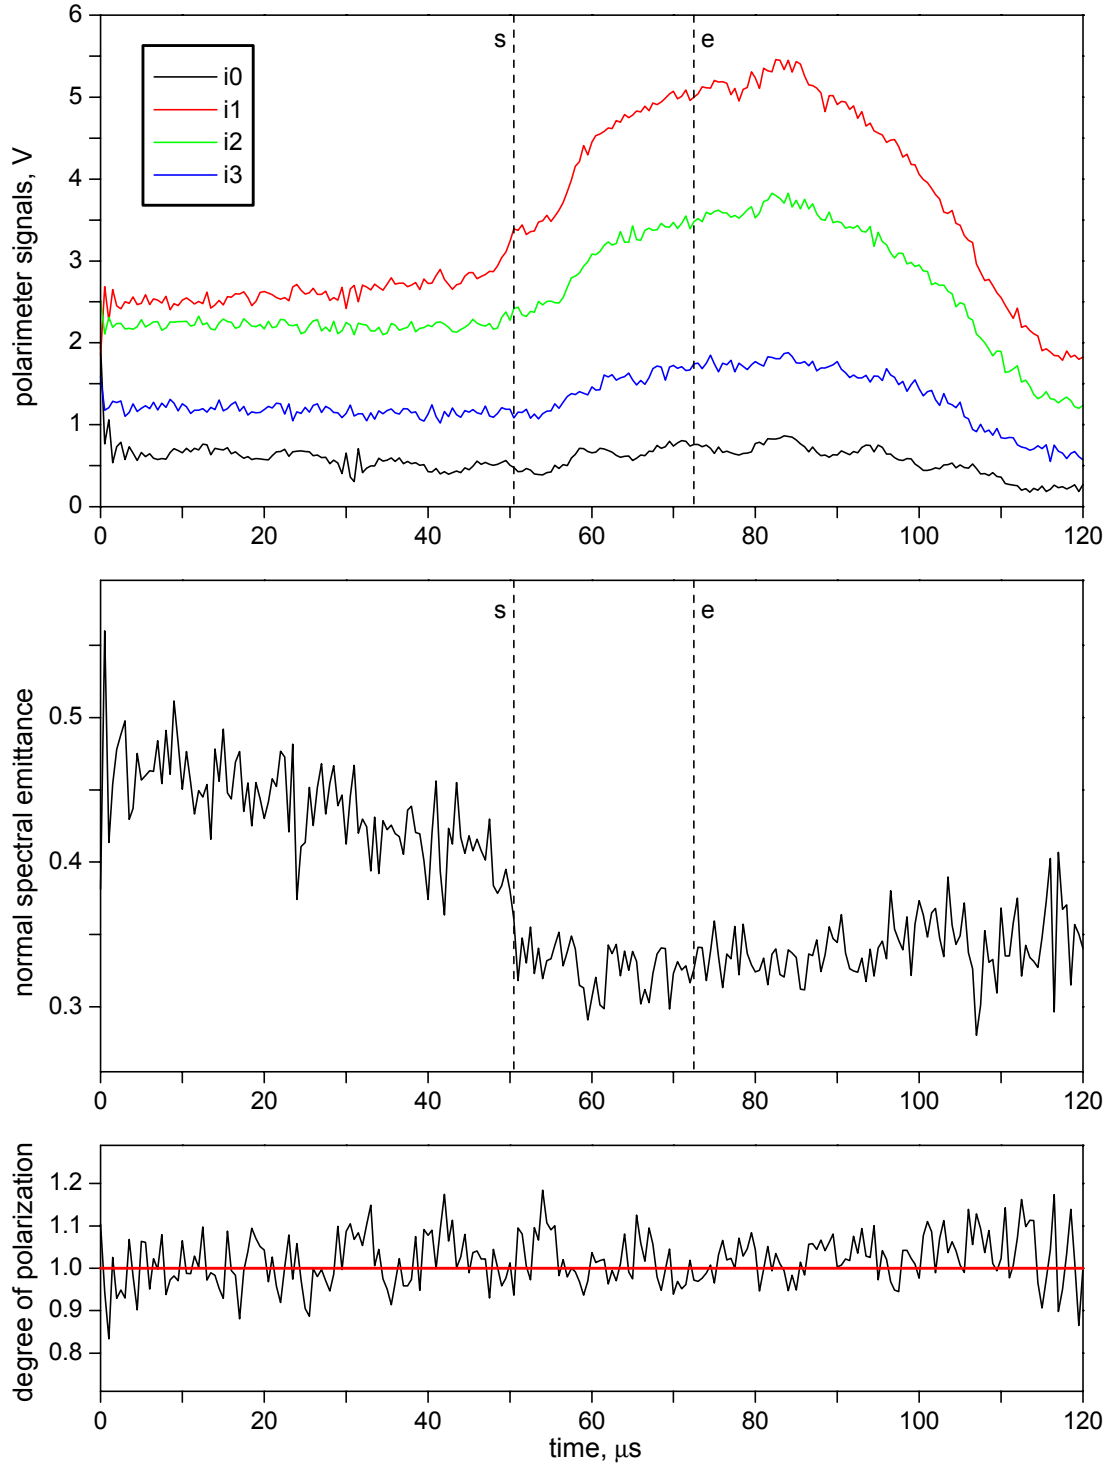 polarimeter signals, V
6
5
4
3
2
1
0
i0
i1
i2
i3
s
e
0 20 40 60 80 100 120
normal spectral emittance
0.5
0.4
0.3
s
e
0 20 40 60 80 100 120
degree of polarization
1.2
1.1
1.0
0.9
0.8
0 20 40 60 80 100 120
time, μs